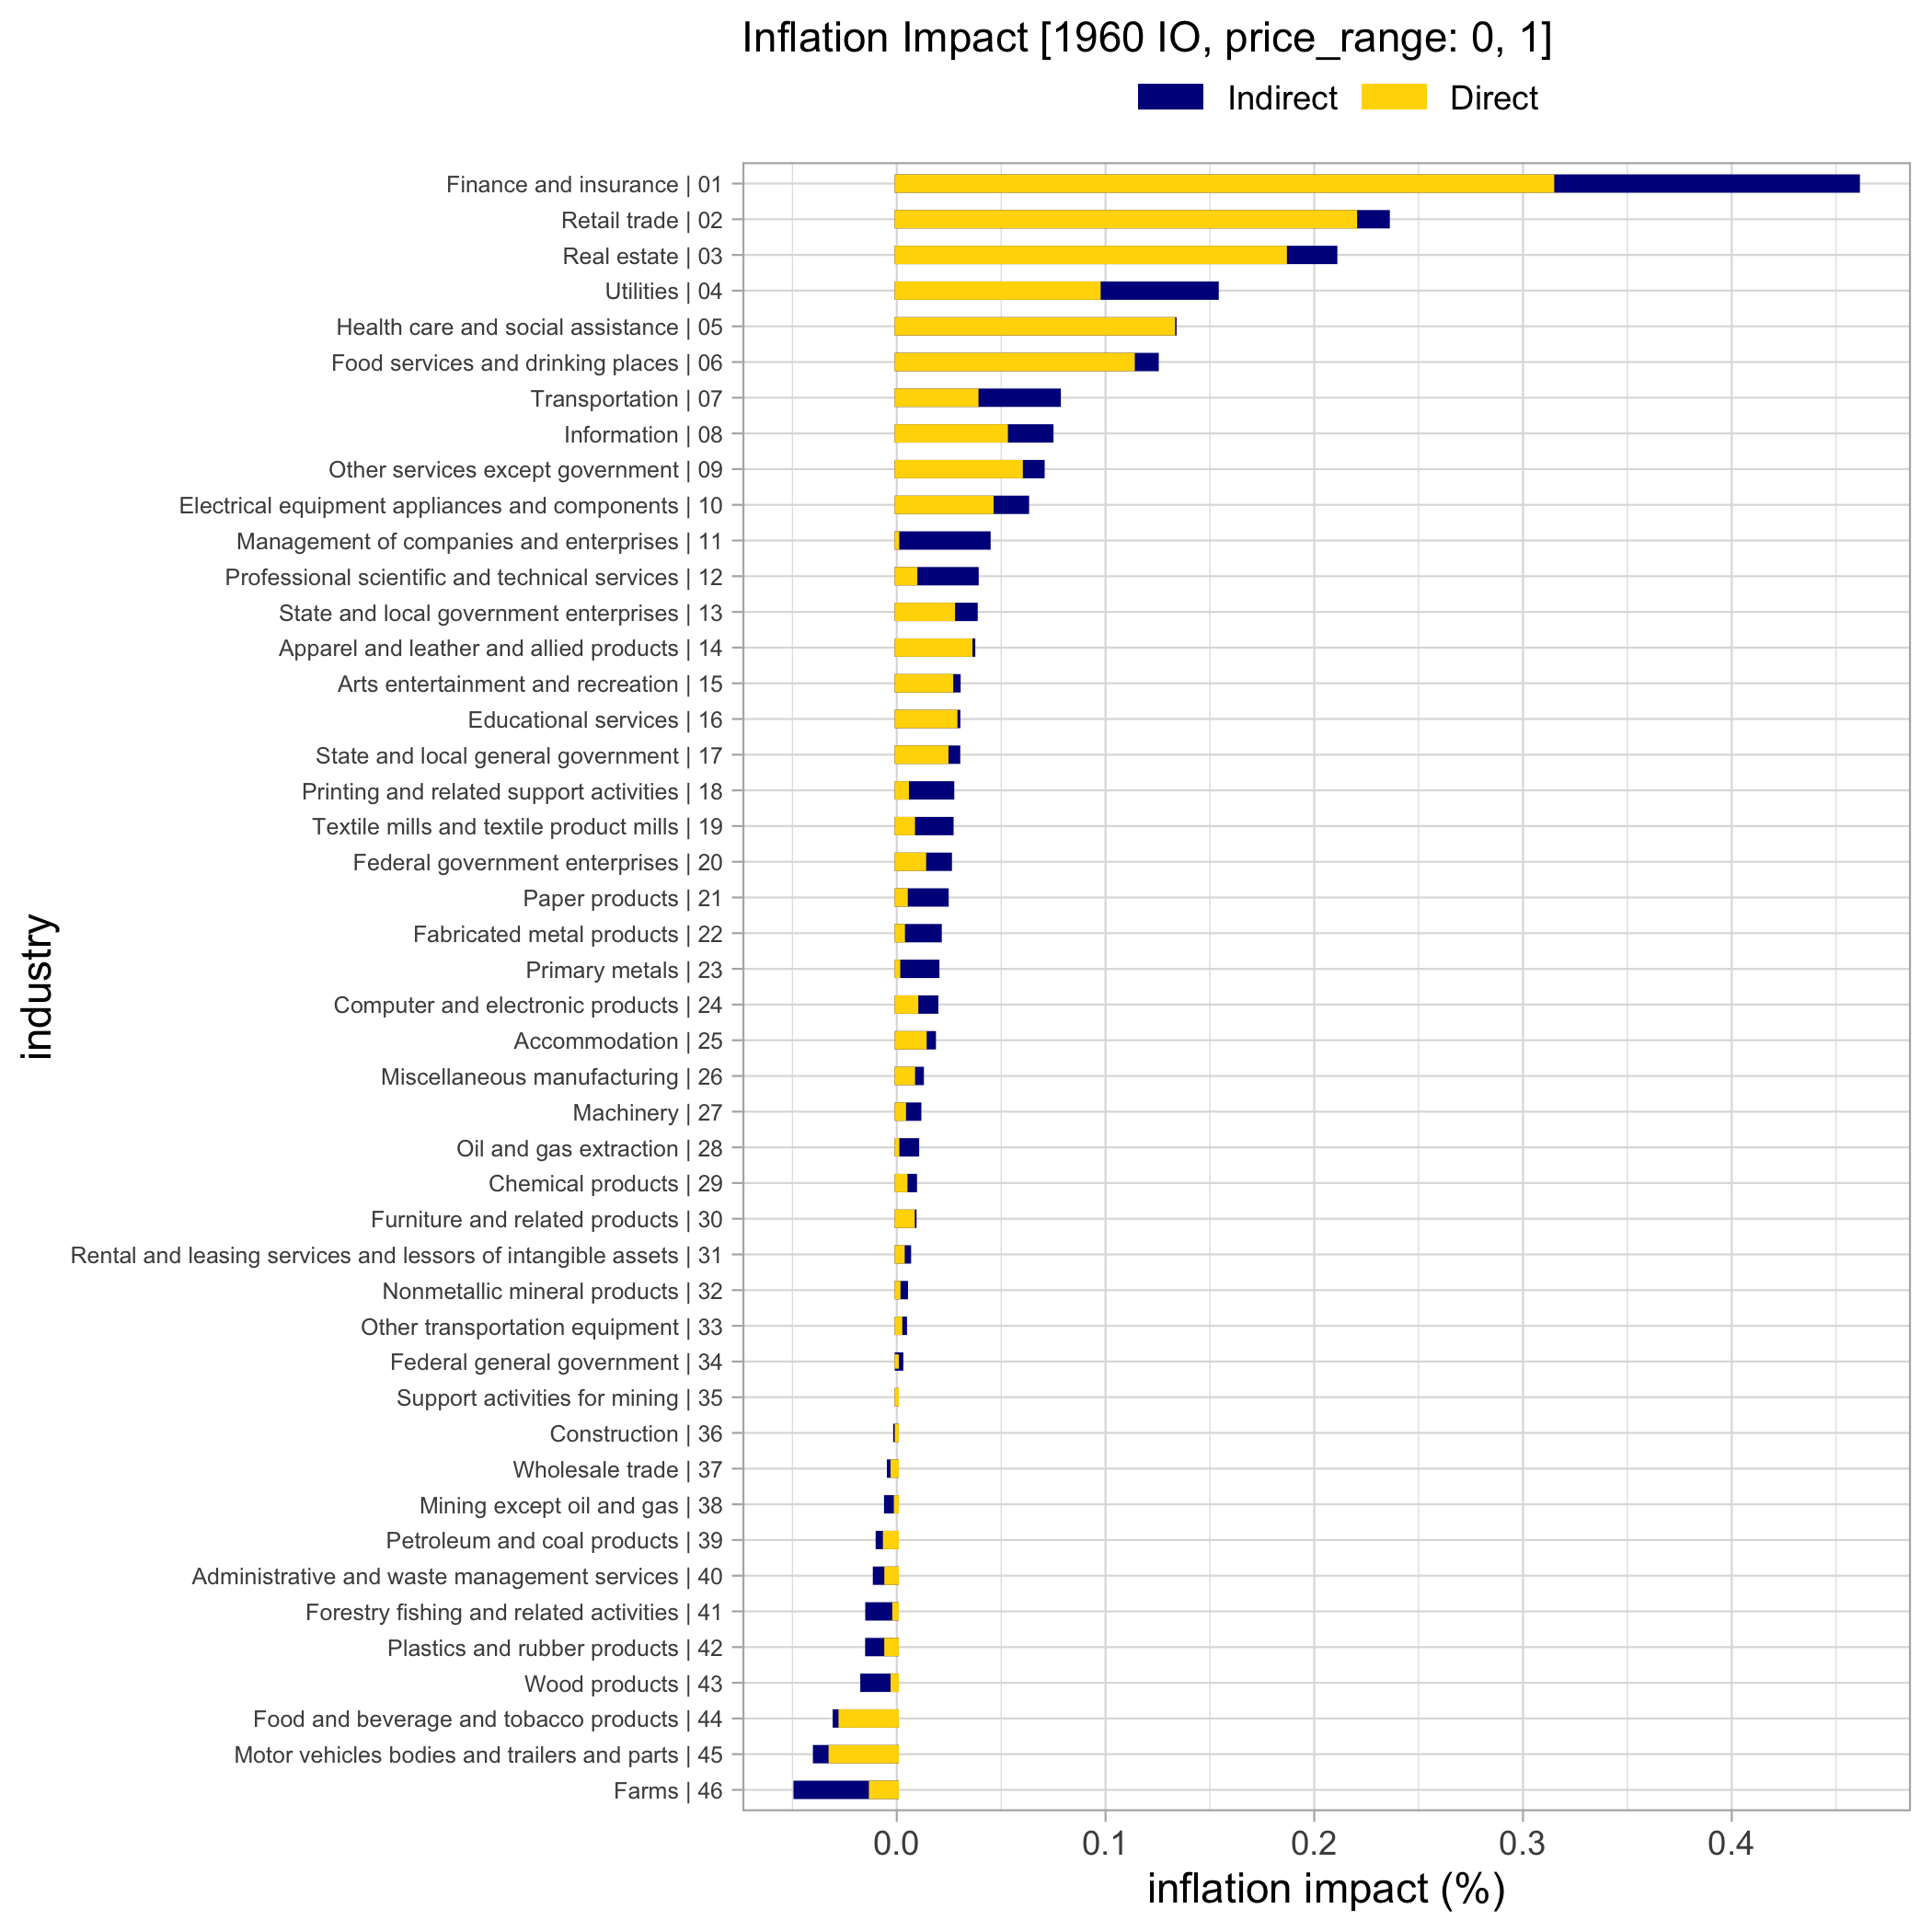 Inflation Impact [1960 IO, price_range: 0, 1]
Indirect Direct
Finance and insurance | 01
Retail trade | 02
Real estate | 03
Utilities | 04
Health care and social assistance | 05
Food services and drinking places | 06
Transportation | 07
Information | 08
Other services except government | 09
Electrical equipment appliances and components | 10
Management of companies and enterprises | 11
Professional scientific and technical services | 12
State and local government enterprises | 13
Apparel and leather and allied products | 14
Arts entertainment and recreation | 15
Educational services | 16
State and local general government | 17
Printing and related support activities | 18
Textile mills and textile product mills | 19
Federal government enterprises | 20
Paper products | 21
Fabricated metal products | 22
Primary metals | 23
Computer and electronic products | 24
Accommodation | 25
Miscellaneous manufacturing | 26
Machinery | 27
Oil and gas extraction | 28
Chemical products | 29
Furniture and related products | 30
Rental and leasing services and lessors of intangible assets | 31
Nonmetallic mineral products | 32
Other transportation equipment | 33
Federal general government | 34
Support activities for mining | 35
Construction | 36
Wholesale trade | 37
Mining except oil and gas | 38
Petroleum and coal products | 39
Administrative and waste management services | 40
Forestry fishing and related activities | 41
Plastics and rubber products | 42
Wood products | 43
Food and beverage and tobacco products | 44
Motor vehicles bodies and trailers and parts | 45
Farms | 46
industry
0.0 0.1 0.2 0.3 0.4
inflation impact (%)